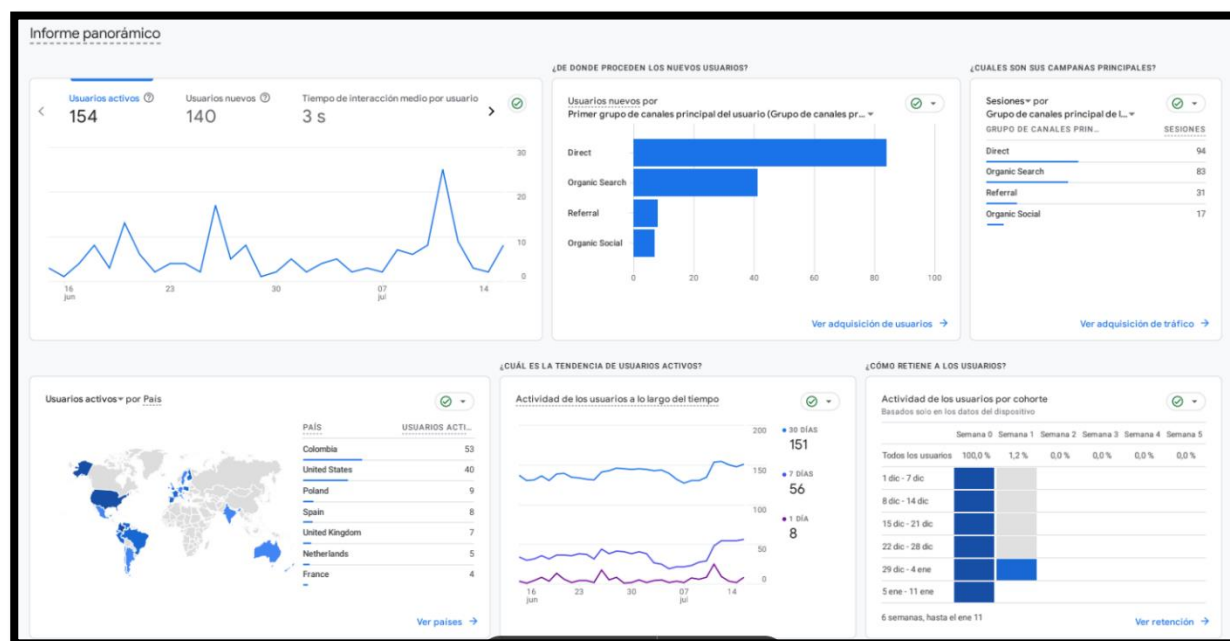 Informe panorámico
Usuarios activos
154
Usuarios nuevos
140
Tiempo de interacción medio por usuario
3 s
30
20
10
0
16
jun
23
30
07
jul
14
¿DE DONDE PROCEDEN LOS NUEVOS USUARIOS?
Usuarios nuevos por
Primer grupo de canales principal del usuario (Grupo de canales pr...
Direct
Organic Search
Referral
Organic Social
0 20 40 60 80 100
Ver adquisición de usuarios →
¿CUALES SON SUS CAMPAÑAS PRINCIPALES?
Sesiones por
Grupo de canales principal de l...
GRUPO DE CANALES PRIN... SESIONES
Direct 94
Organic Search 83
Referral 31
Organic Social 17
Ver adquisición de tráfico →
Usuarios activos por País
PAÍS USUARIOS ACTI...
Colombia 53
United States 40
Poland 9
Spain 8
United Kingdom 7
Netherlands 5
France 4
Ver países →
¿CUÁL ES LA TENDENCIA DE USUARIOS ACTIVOS?
Actividad de los usuarios a lo largo del tiempo
200
150
100
50
0
16
jun
23
30
07
jul
14
30 DÍAS
151
7 DÍAS
56
1 DÍA
8
¿CÓMO RETIENE A LOS USUARIOS?
Actividad de los usuarios por cohorte
Basados solo en los datos del dispositivo
Semana 0 Semana 1 Semana 2 Semana 3 Semana 4 Semana 5
Todos los usuarios 100,0 % 1,2 % 0,0 % 0,0 % 0,0 % 0,0 %
1 dic - 7 dic
8 dic - 14 dic
15 dic - 21 dic
22 dic - 28 dic
29 dic - 4 ene
5 ene - 11 ene
6 semanas, hasta el ene 11
Ver retención →